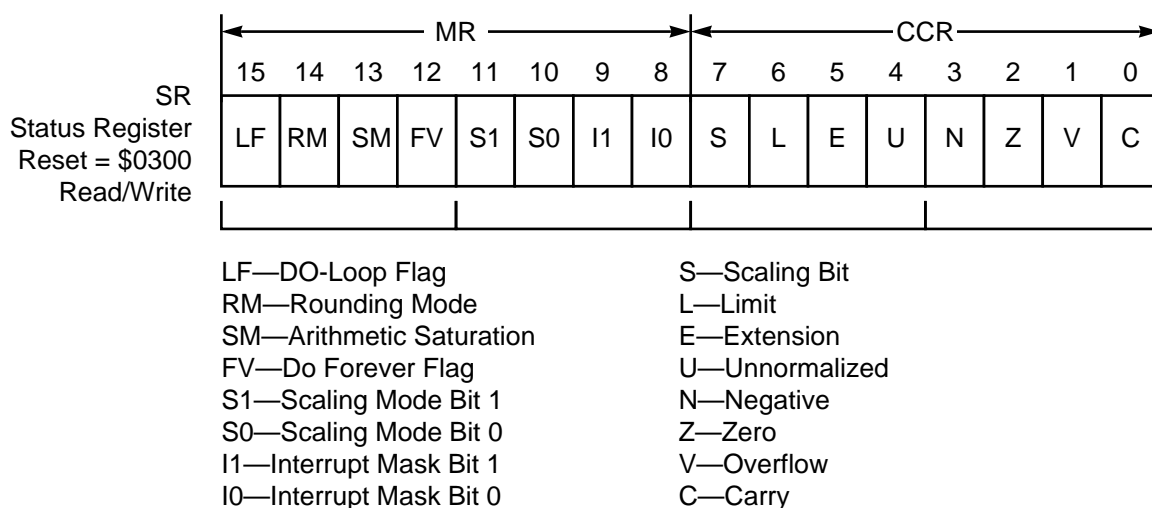 MR CCR
15 14 13 12 11 10 9 8 7 6 5 4 3 2 1 0
SR
Status Register
Reset = $0300
Read/Write
LF RM SM FV S1 S0 I1 I0 S L E U N Z V C
LF—DO-Loop Flag
RM—Rounding Mode
SM—Arithmetic Saturation
FV—Do Forever Flag
S1—Scaling Mode Bit 1
S0—Scaling Mode Bit 0
I1—Interrupt Mask Bit 1
I0—Interrupt Mask Bit 0
S—Scaling Bit
L—Limit
E—Extension
U—Unnormalized
N—Negative
Z—Zero
V—Overflow
C—Carry